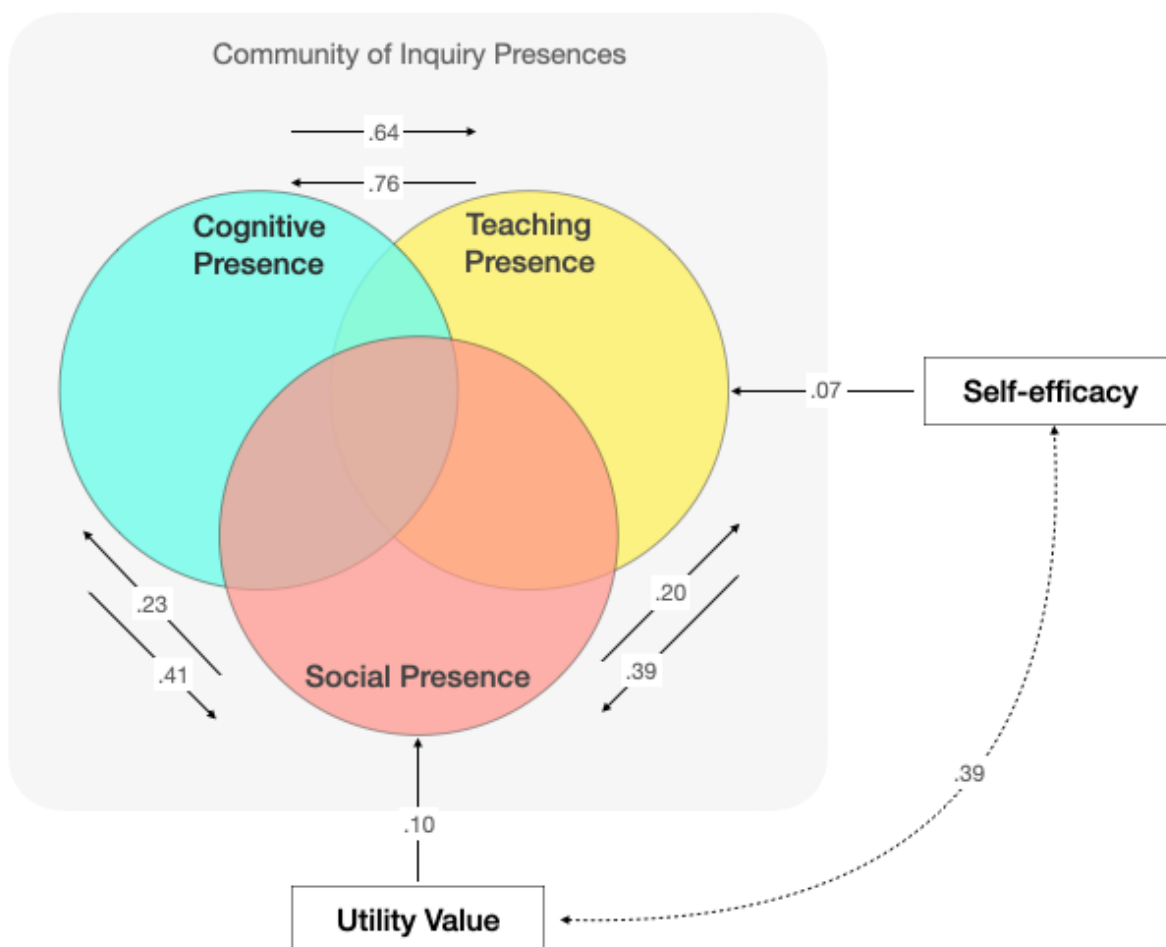 Community of Inquiry Presences
.64
.76
Cognitive
Presence
Teaching
Presence
.07
Self-efficacy
.23
.41
.20
.39
Social Presence
.39
.10
Utility Value